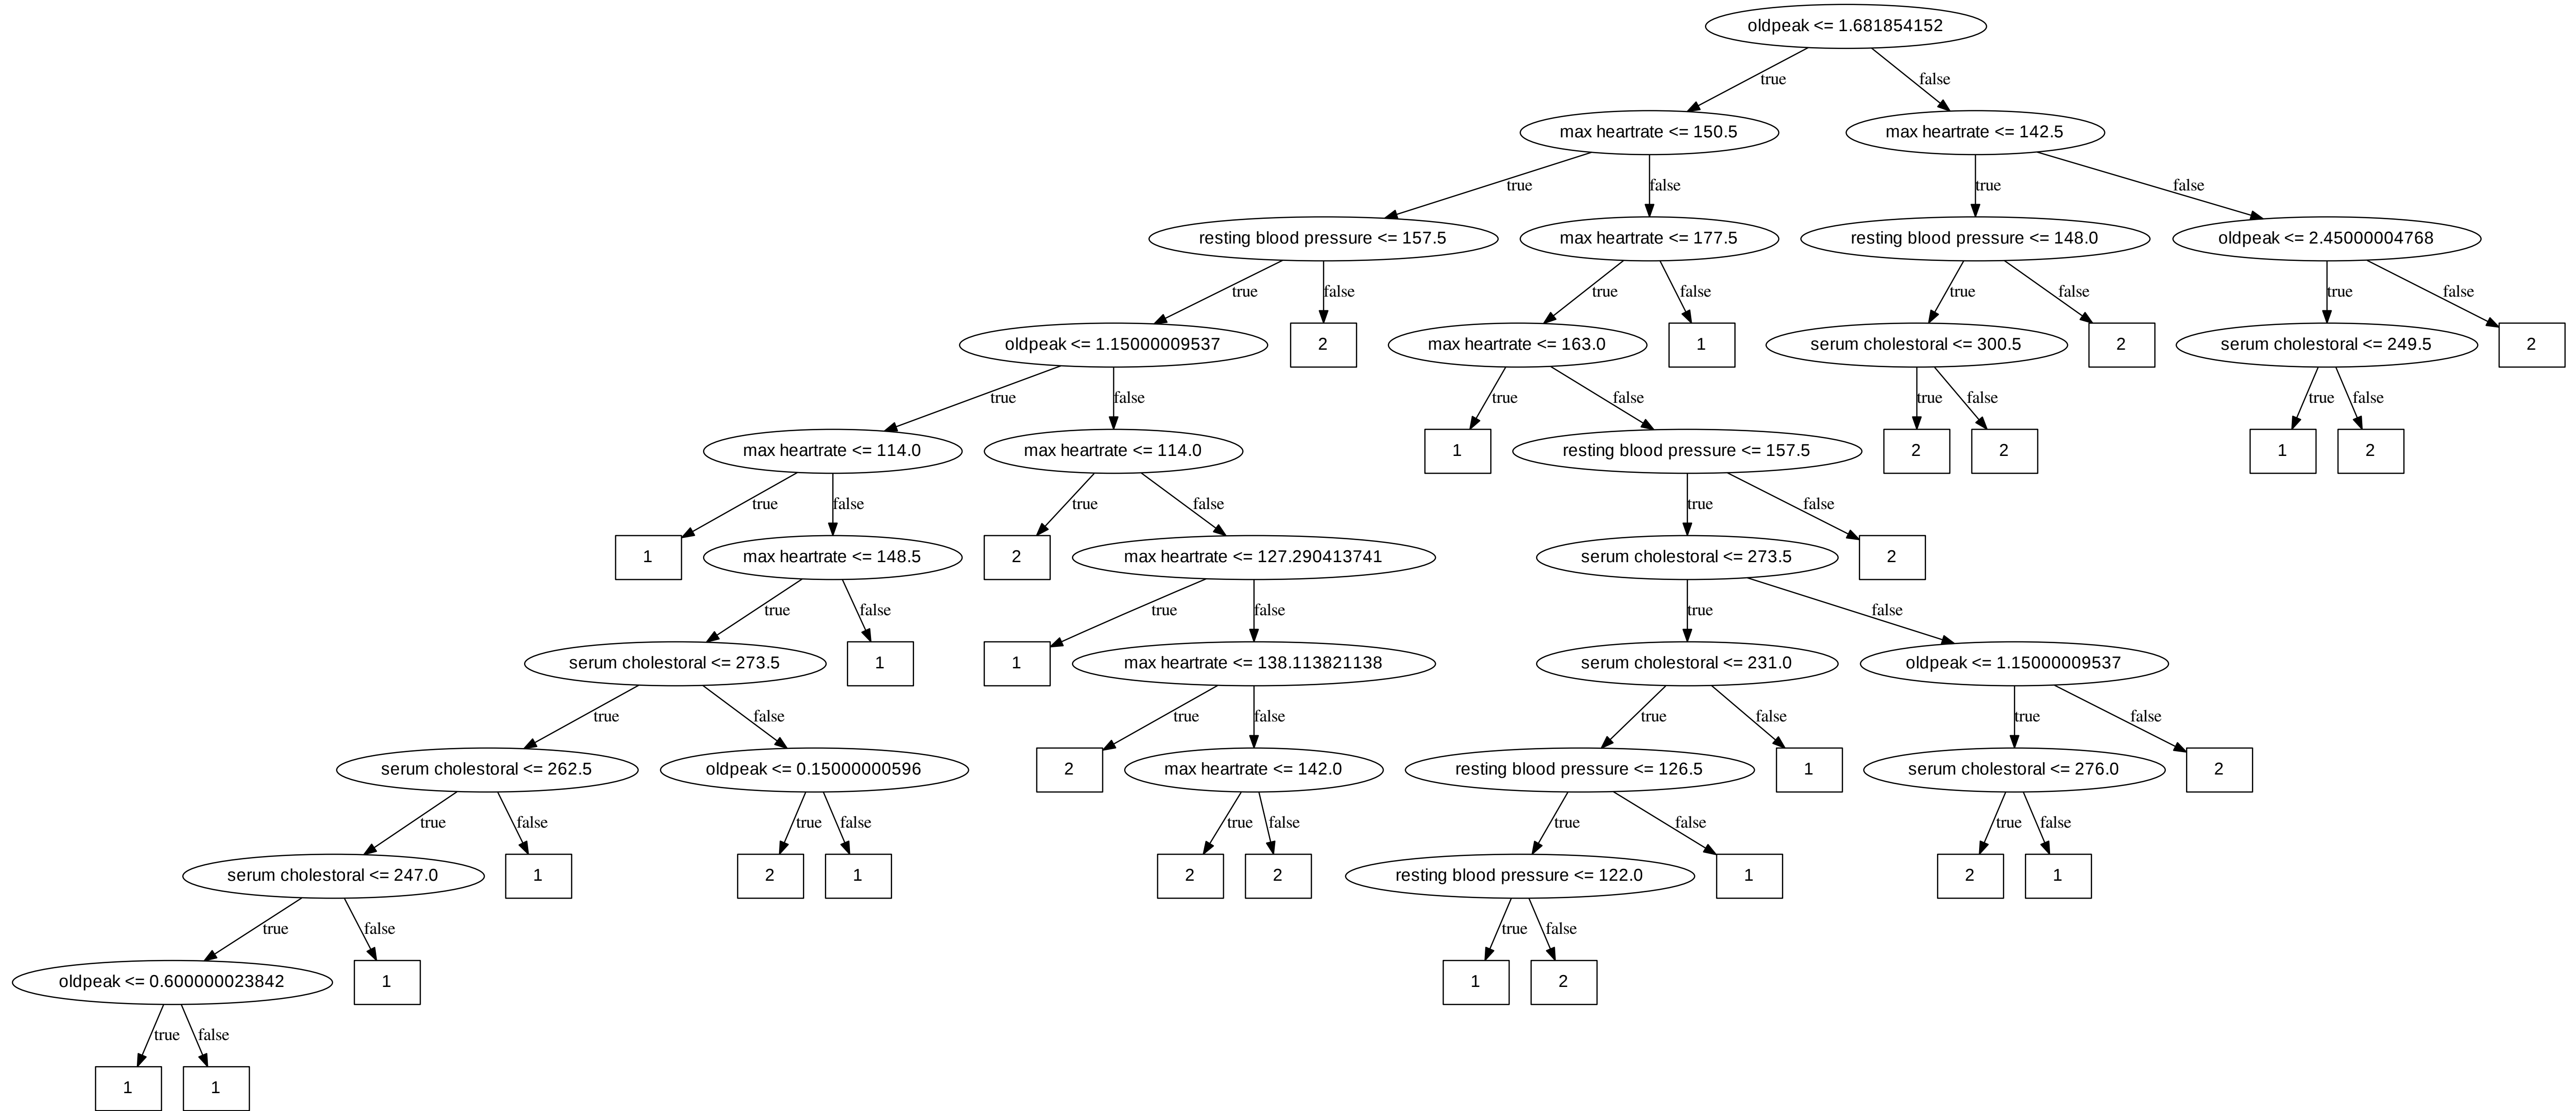 oldpeak <= 1.681854152
true
false
max heartrate <= 150.5
max heartrate <= 142.5
true
false
true
false
resting blood pressure <= 157.5
max heartrate <= 177.5
resting blood pressure <= 148.0
oldpeak <= 2.45000004768
true
false
true
false
true
false
true
false
oldpeak <= 1.15000009537
2
max heartrate <= 163.0
1
serum cholestoral <= 300.5
2
serum cholestoral <= 249.5
2
true
false
true
false
true
false
true
false
max heartrate <= 114.0
max heartrate <= 114.0
1
resting blood pressure <= 157.5
2
2
1
2
true
false
true
false
true
false
1
max heartrate <= 148.5
2
max heartrate <= 127.290413741
serum cholestoral <= 273.5
2
true
false
true
false
true
false
serum cholestoral <= 273.5
1
1
max heartrate <= 138.113821138
serum cholestoral <= 231.0
oldpeak <= 1.15000009537
true
false
true
false
true
false
true
false
serum cholestoral <= 262.5
oldpeak <= 0.15000000596
2
max heartrate <= 142.0
resting blood pressure <= 126.5
1
serum cholestoral <= 276.0
2
true
false
true
false
true
false
true
false
true
false
serum cholestoral <= 247.0
1
2
1
2
2
resting blood pressure <= 122.0
1
2
1
true
false
true
false
oldpeak <= 0.600000023842
1
1
2
true
false
1
1